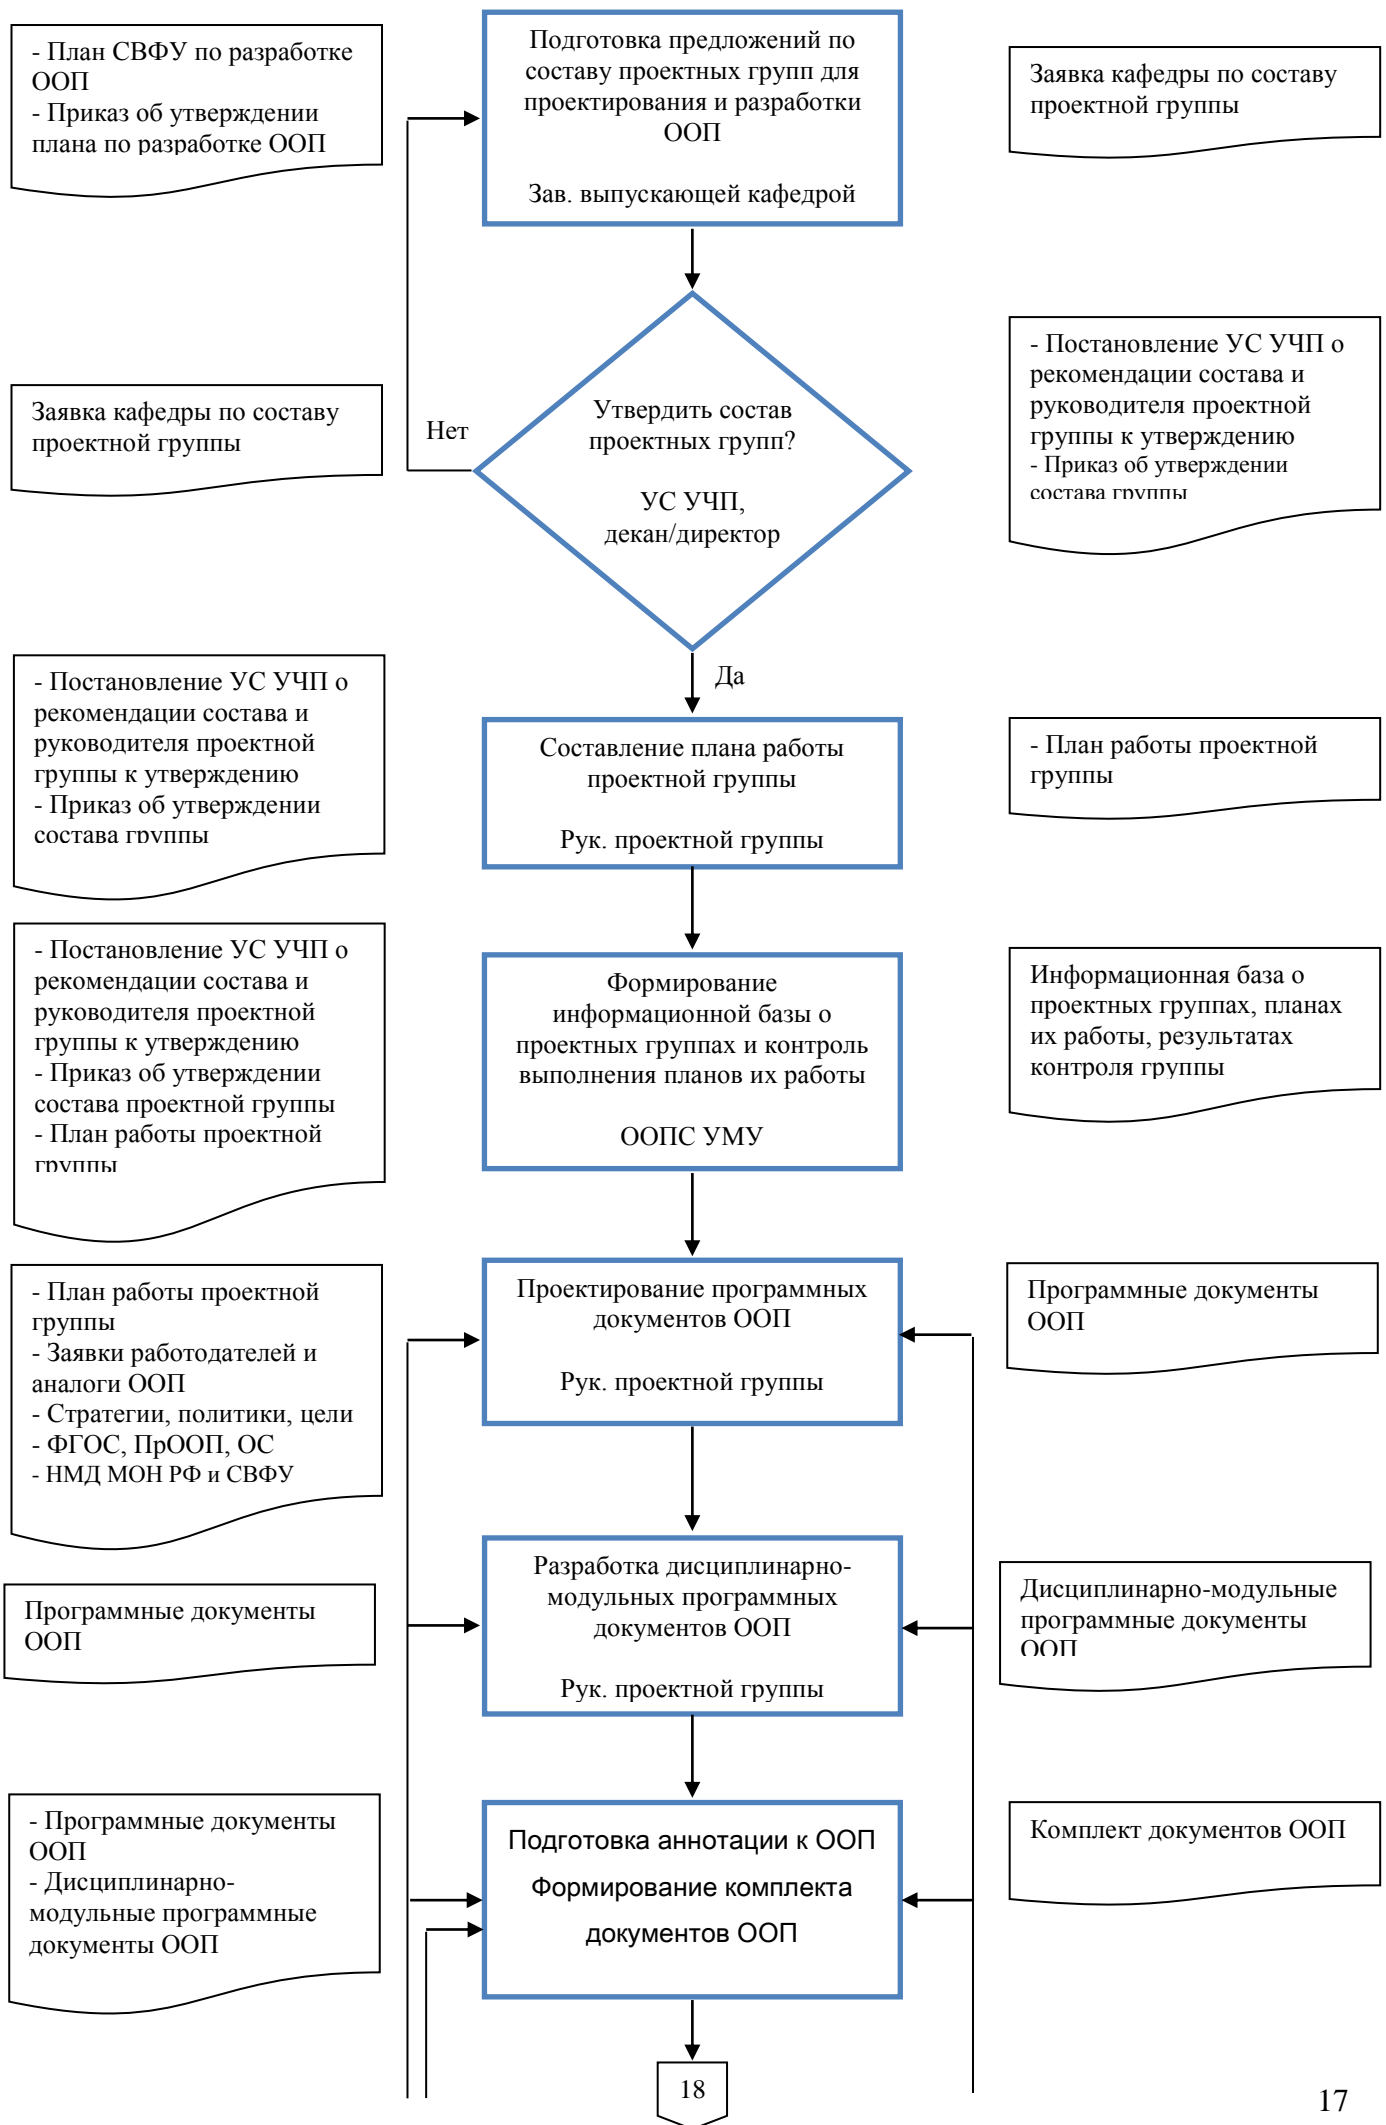 - План СВФУ по разработке
ООП
- Приказ об утверждении
плана по разработке ООП
Подготовка предложений по
составу проектных групп для
проектирования и разработки
ООП
Зав. выпускающей кафедрой
Заявка кафедры по составу
проектной группы
Заявка кафедры по составу
проектной группы
Нет
Утвердить состав
проектных групп?
УС УЧП,
декан/директор
- Постановление УС УЧП о
рекомендации состава и
руководителя проектной
группы к утверждению
- Приказ об утверждении
состава группы
Да
- Постановление УС УЧП о
рекомендации состава и
руководителя проектной
группы к утверждению
- Приказ об утверждении
состава группы
Составление плана работы
проектной группы
Рук. проектной группы
- План работы проектной
группы
- Постановление УС УЧП о
рекомендации состава и
руководителя проектной
группы к утверждению
- Приказ об утверждении
состава проектной группы
- План работы проектной
группы
Формирование
информационной базы о
проектных группах и контроль
выполнения планов их работы
ООПС УМУ
Информационная база о
проектных группах, планах
их работы, результатах
контроля группы
- План работы проектной
группы
- Заявки работодателей и
аналоги ООП
- Стратегии, политики, цели
- ФГОС, ПрООП, ОС
- НМД МОН РФ и СВФУ
Проектирование программных
документов ООП
Рук. проектной группы
Программные документы
ООП
Программные документы
ООП
Разработка дисциплинарно-
модульных программных
документов ООП
Рук. проектной группы
Дисциплинарно-модульные
программные документы
ООП
- Программные документы
ООП
- Дисциплинарно-
модульные программные
документы ООП
Подготовка аннотации к ООП
Формирование комплекта
документов ООП
Комплект документов ООП
18
17